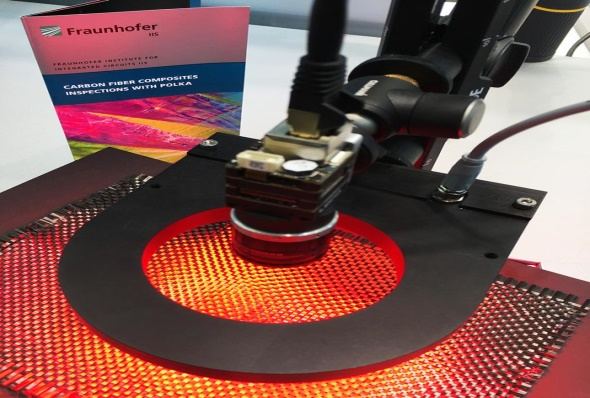 Fraunhofer
IIS
FRAUNHOFER INSTITUTE FOR
INTEGRATED CIRCUITS IIS
CARBON FIBER COMPOSITES
INSPECTIONS WITH POLKA